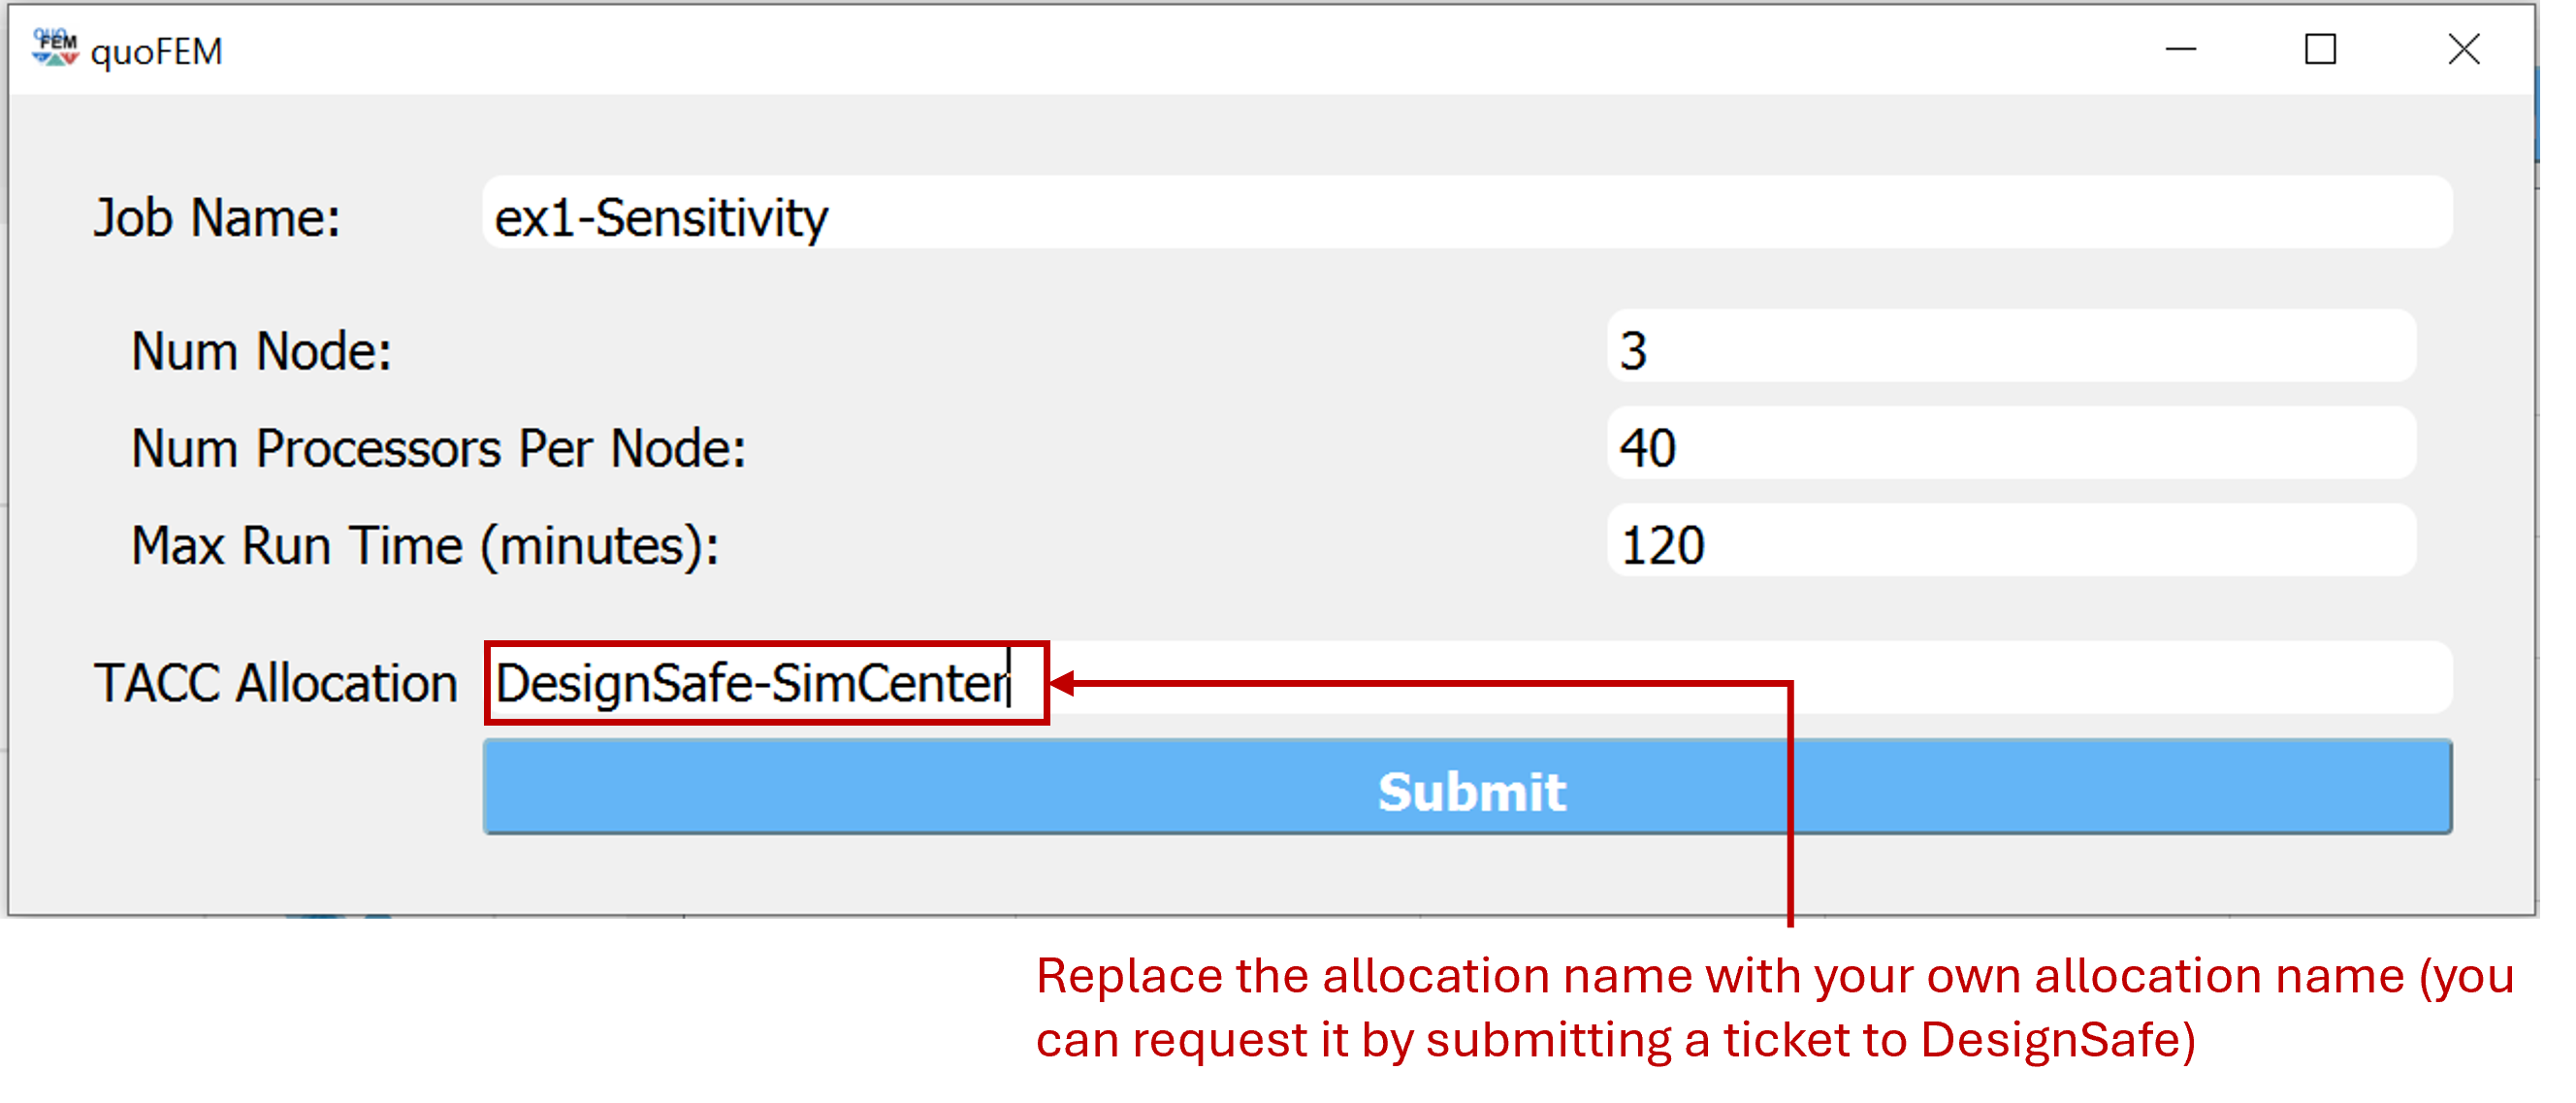 QUO
FEM
quoFEM
Job Name: ex1-Sensitivity
Num Node: 3
Num Processors Per Node: 40
Max Run Time (minutes): 120
TACC Allocation DesignSafe-SimCenter
Submit
Replace the allocation name with your own allocation name (you
can request it by submitting a ticket to DesignSafe)